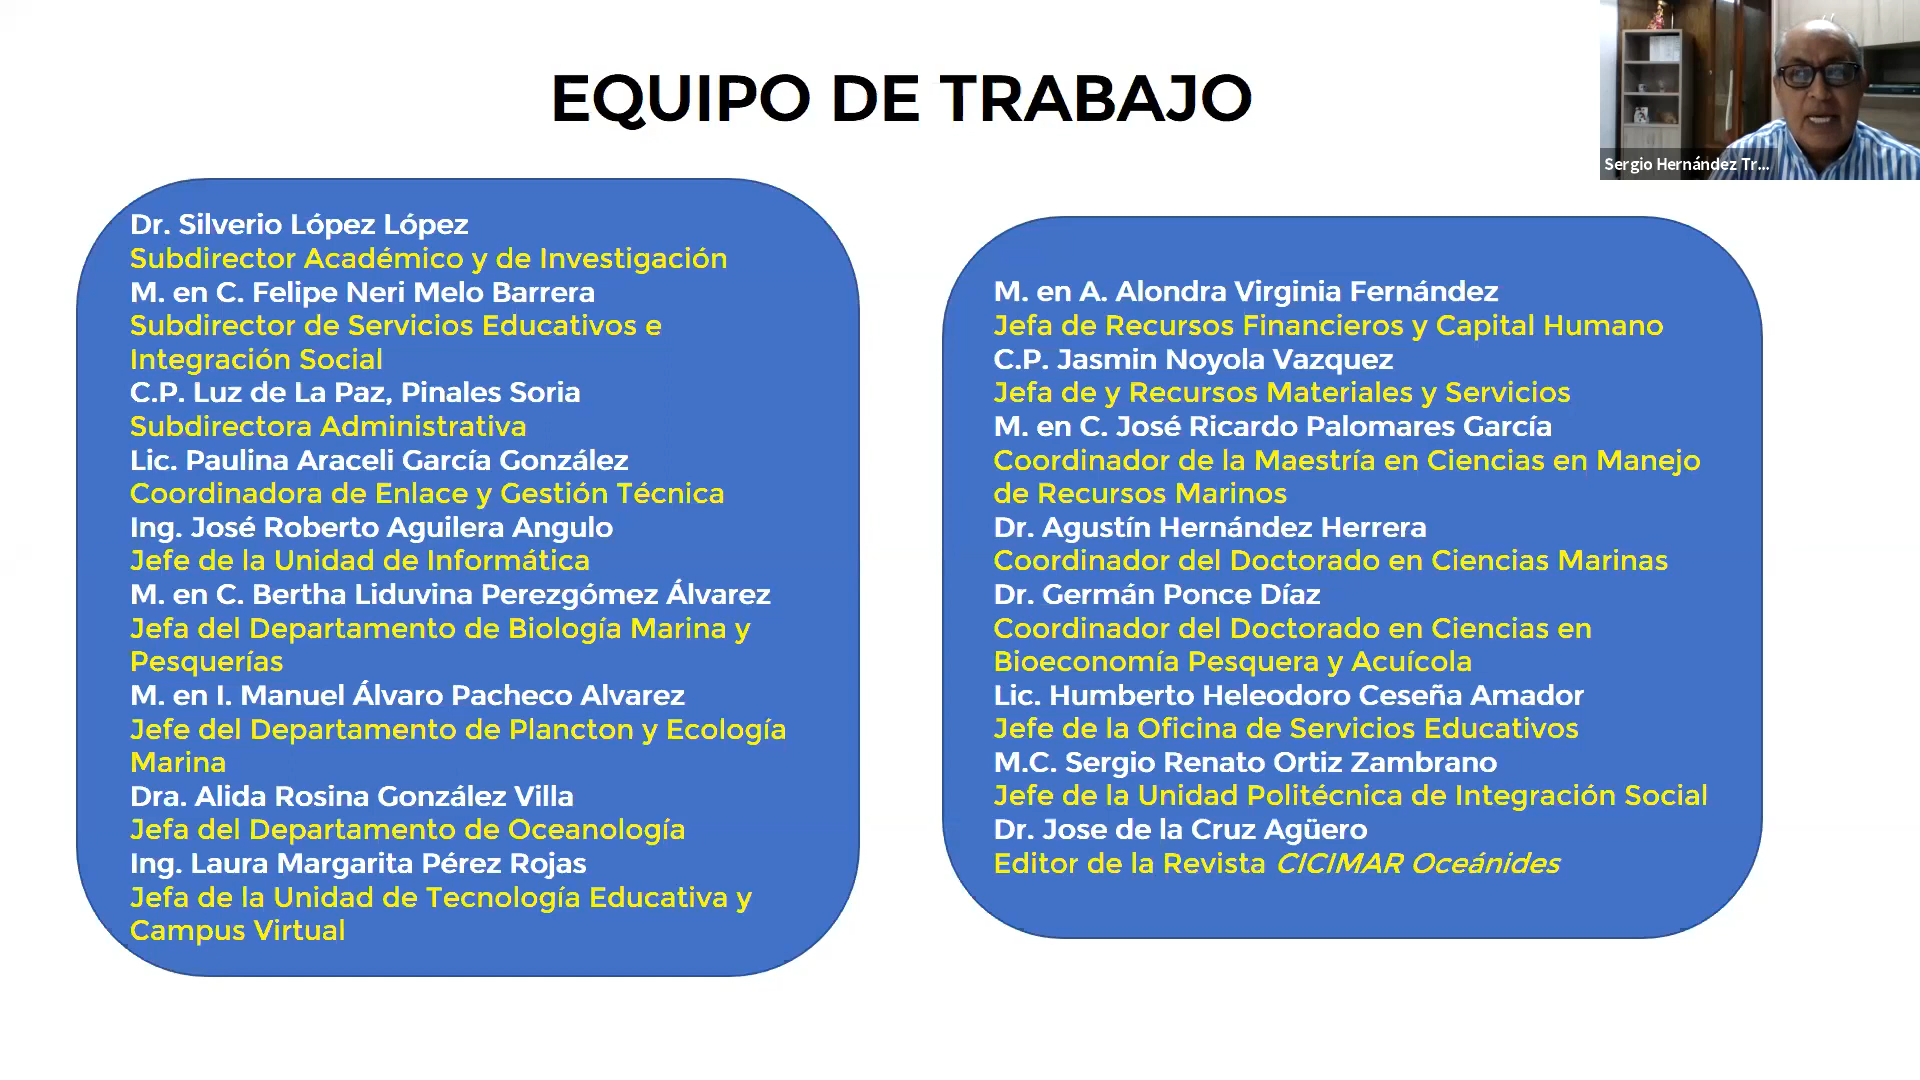 EQUIPO DE TRABAJO
Sergio Hernández Tr...
Dr. Silverio López López
Subdirector Académico y de Investigación
M. en C. Felipe Neri Melo Barrera
Subdirector de Servicios Educativos e
Integración Social
C.P. Luz de La Paz, Pinales Soria
Subdirectora Administrativa
Lic. Paulina Araceli García González
Coordinadora de Enlace y Gestión Técnica
Ing. José Roberto Aguilera Angulo
Jefe de la Unidad de Informática
M. en C. Bertha Liduvina Perezgómez Álvarez
Jefa del Departamento de Biología Marina y
Pesquerías
M. en I. Manuel Álvaro Pacheco Alvarez
Jefe del Departamento de Plancton y Ecología
Marina
Dra. Alida Rosina González Villa
Jefa del Departamento de Oceanología
Ing. Laura Margarita Pérez Rojas
Jefa de la Unidad de Tecnología Educativa y
Campus Virtual
M. en A. Alondra Virginia Fernández
Jefa de Recursos Financieros y Capital Humano
C.P. Jasmin Noyola Vazquez
Jefa de y Recursos Materiales y Servicios
M. en C. José Ricardo Palomares García
Coordinador de la Maestría en Ciencias en Manejo
de Recursos Marinos
Dr. Agustín Hernández Herrera
Coordinador del Doctorado en Ciencias Marinas
Dr. Germán Ponce Díaz
Coordinador del Doctorado en Ciencias en
Bioeconomía Pesquera y Acuícola
Lic. Humberto Heleodoro Ceseña Amador
Jefe de la Oficina de Servicios Educativos
M.C. Sergio Renato Ortiz Zambrano
Jefe de la Unidad Politécnica de Integración Social
Dr. Jose de la Cruz Agüero
Editor de la Revista CICIMAR Oceánides